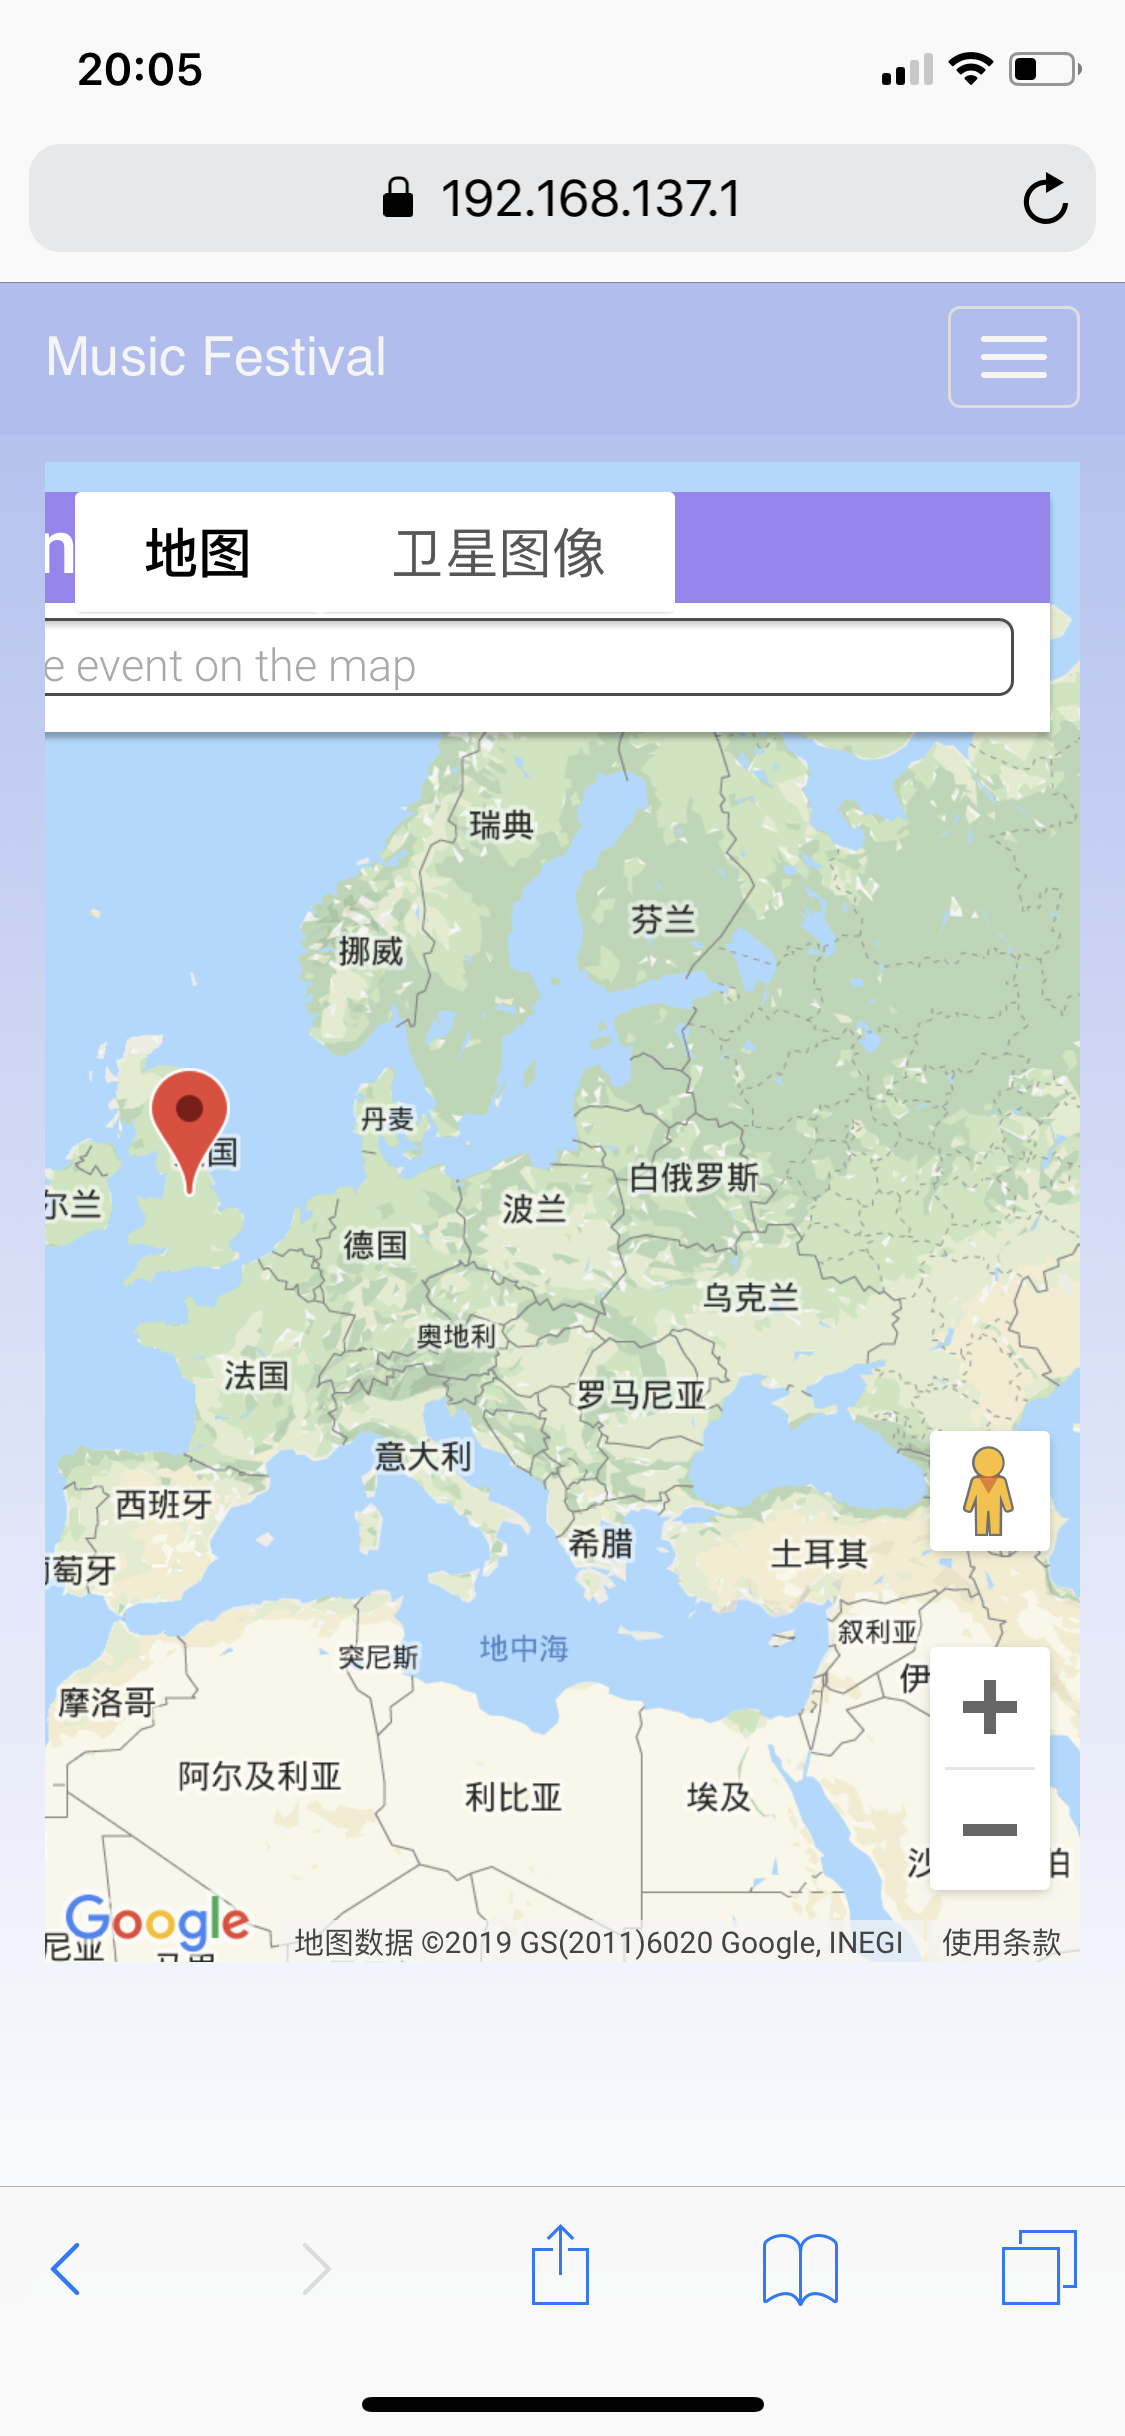 20:05
192.168.137.1
Music Festival
n
地图
卫星图像
e event on the map
瑞典
芬兰
挪威
丹麦
国
尔兰
白俄罗斯
波兰
德国
乌克兰
奥地利
法国
罗马尼亚
意大利
西班牙
希腊
土耳其
萄牙
叙利亚
地中海
突尼斯
伊
摩洛哥
阿尔及利亚
利比亚
埃及
沙
伯
Google
尼亚
地图数据 ©2019 GS(2011)6020 Google, INEGI
使用条款